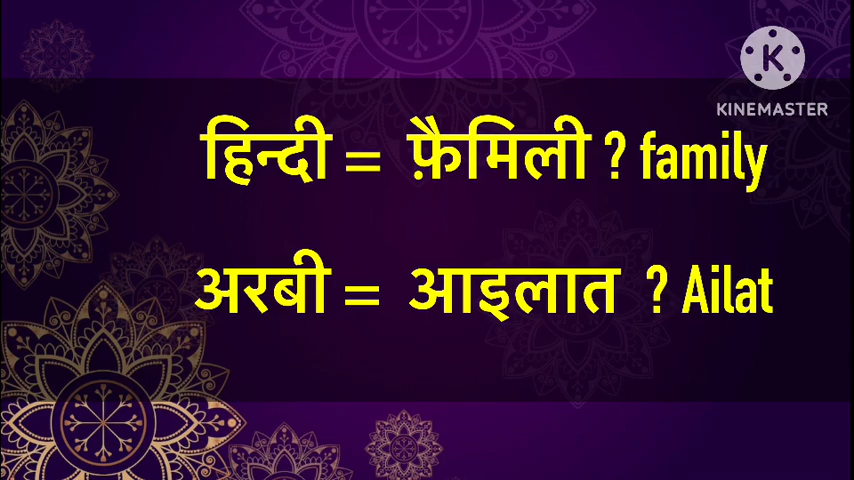 KINEMASTER
हिन्दी = फ़ैमिली ? family
अरबी = आइलात ? Ailat